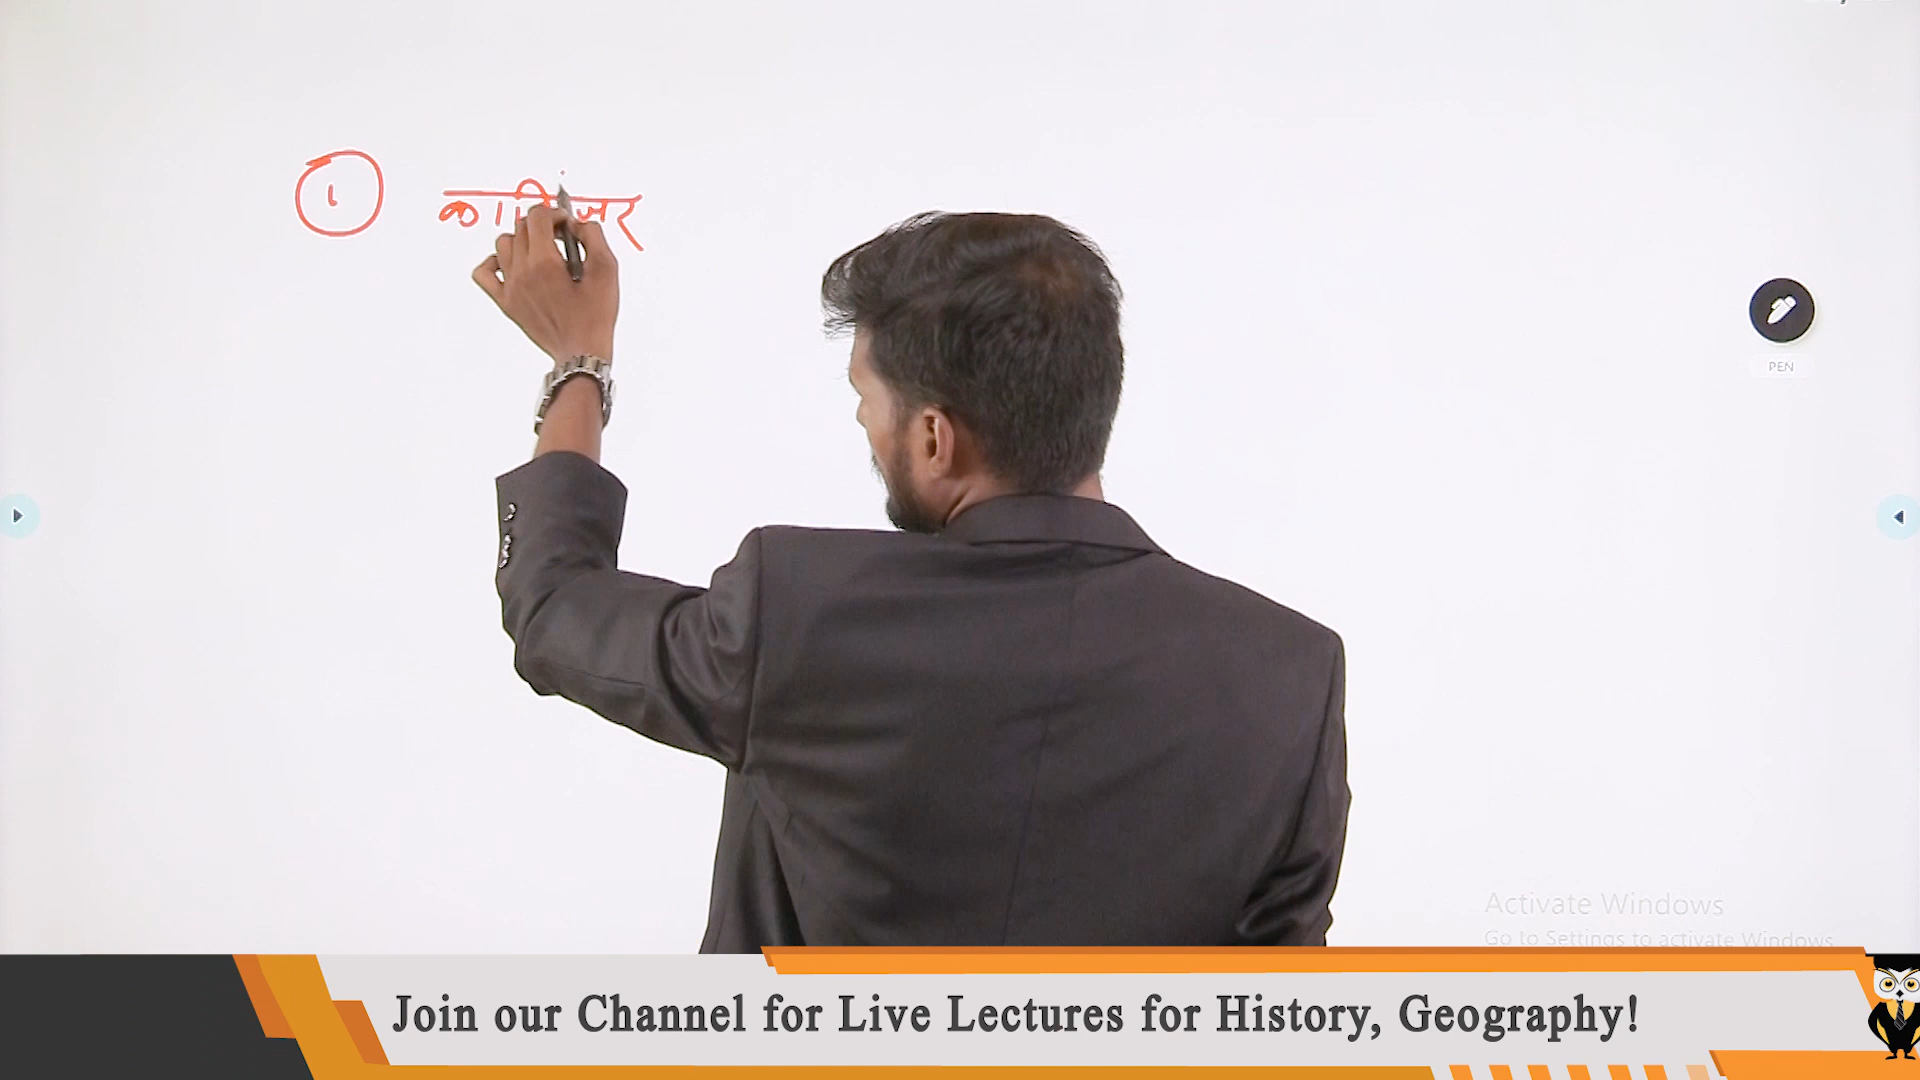 ① कालिंजर
PEN
Activate Windows
Go to Settings to activate Windows.
Join our Channel for Live Lectures for History, Geography!